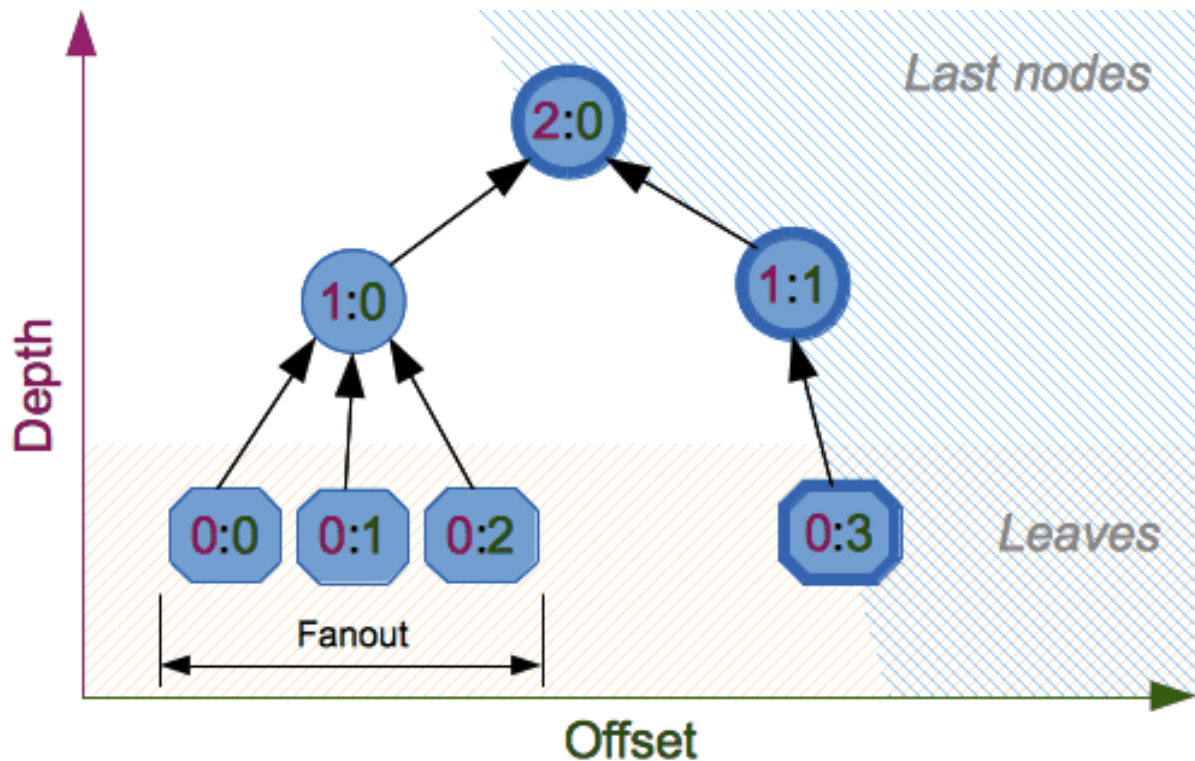 Last nodes
2:0
1:0
1:1
Depth
0:0 0:1 0:2 0:3
Leaves
Fanout
Offset